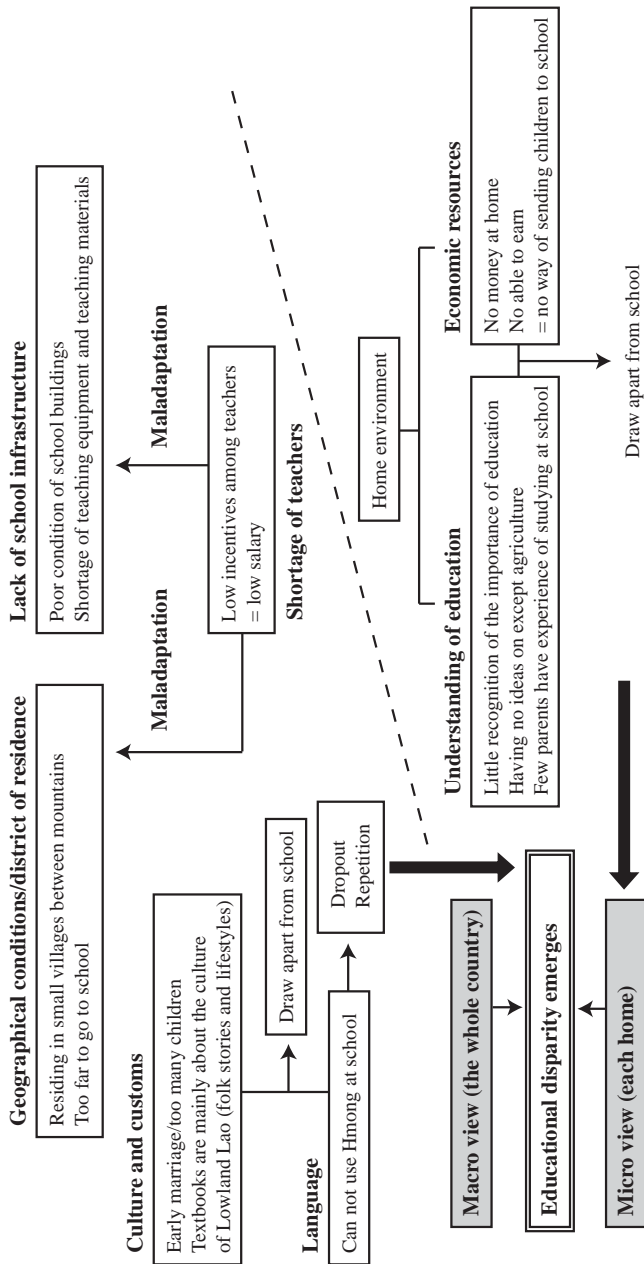 Geographical conditions/district of residence
Residing in small villages between mountains
Too far to go to school
Lack of school infrastructure
Poor condition of school buildings
Shortage of teaching equipment and teaching materials
Maladaptation
Maladaptation
Low incentives among teachers
= low salary
Shortage of teachers
Culture and customs
Early marriage/too many children
Textbooks are mainly about the culture
of Lowland Lao (folk stories and lifestyles)
Draw apart from school
Language
Can not use Hmong at school
Dropout
Repetition
Home environment
Understanding of education
Little recognition of the importance of education
Having no ideas on except agriculture
Few parents have experience of studying at school
Economic resources
No money at home
No able to earn
= no way of sending children to school
Draw apart from school
Macro view (the whole country)
Educational disparity emerges
Micro view (each home)